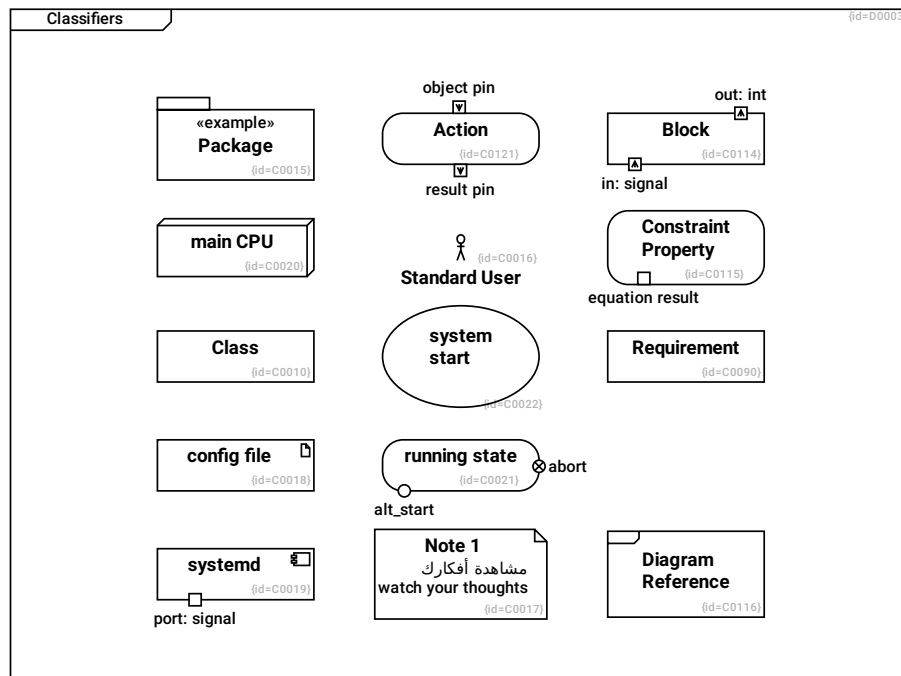 Classifiers
{id=D0003
object pin
out: int
«example»
Package
{id=C0015}
Action
{id=C0121}
Block
{id=C0114}
result pin
in: signal
main CPU
{id=C0020}
{id=C0016}
Standard User
Constraint
Property
{id=C0115}
equation result
Class
{id=C0010}
system
start
{id=C0022}
Requirement
{id=C0090}
config file
{id=C0018}
running state
{id=C0021}
abort
alt_start
systemd
{id=C0019}
port: signal
Note 1
مشاهدة أفكارك
watch your thoughts
{id=C0017}
Diagram
Reference
{id=C0116}